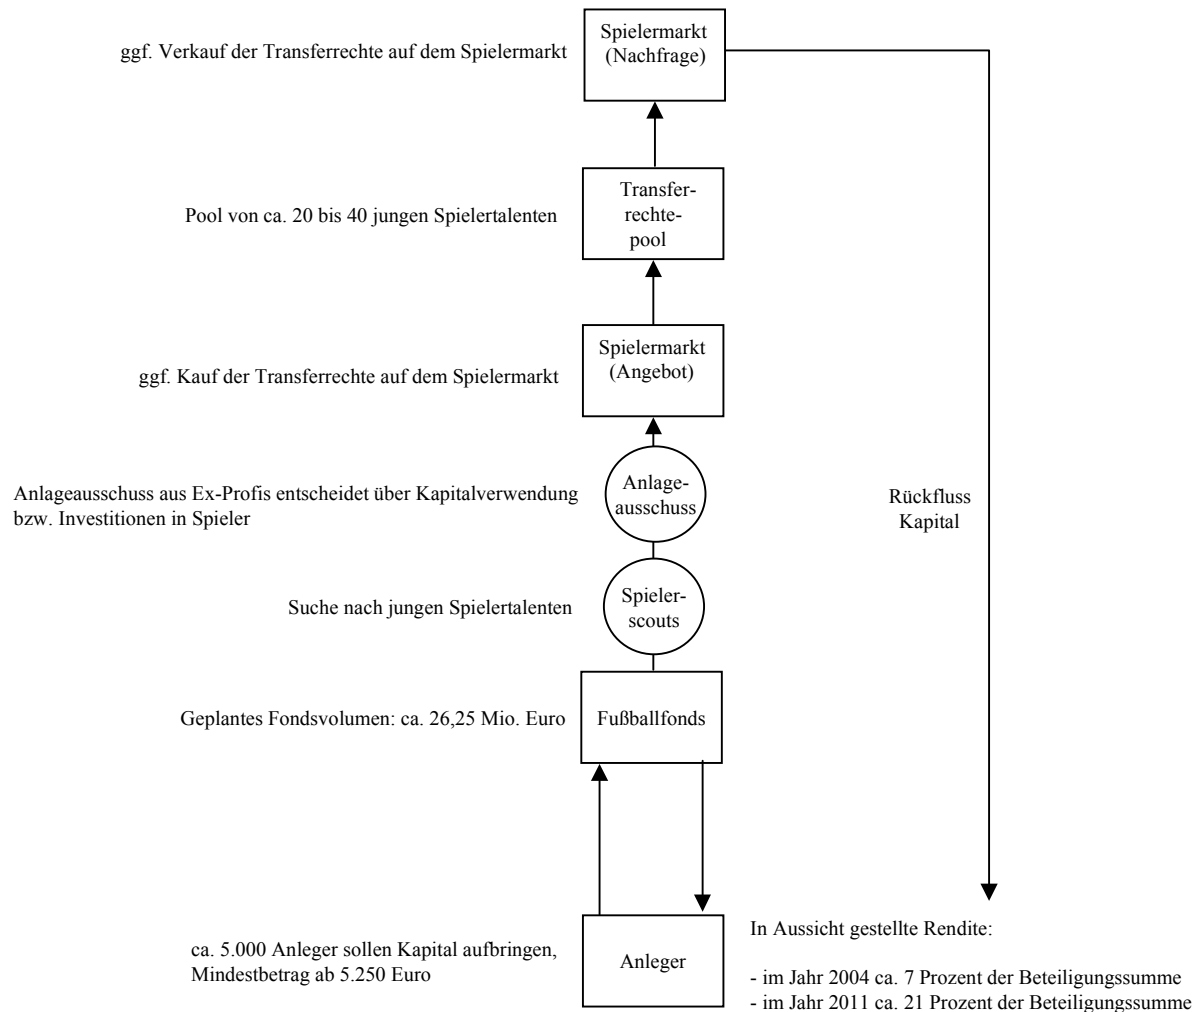 ggf. Verkauf der Transferrechte auf dem Spielermarkt
Spielermarkt
(Nachfrage)
Pool von ca. 20 bis 40 jungen Spielertalenten
Transfer-
rechte-
pool
ggf. Kauf der Transferrechte auf dem Spielermarkt
Spielermarkt
(Angebot)
Anlageausschuss aus Ex-Profis entscheidet über Kapitalverwendung
bzw. Investitionen in Spieler
Anlage-
ausschuss
Rückfluss
Kapital
Suche nach jungen Spielertalenten
Spieler-
scouts
Geplantes Fondsvolumen: ca. 26,25 Mio. Euro
Fußballfonds
ca. 5.000 Anleger sollen Kapital aufbringen,
Mindestbetrag ab 5.250 Euro
Anleger
In Aussicht gestellte Rendite:
- im Jahr 2004 ca. 7 Prozent der Beteiligungssumme
- im Jahr 2011 ca. 21 Prozent der Beteiligungssumme